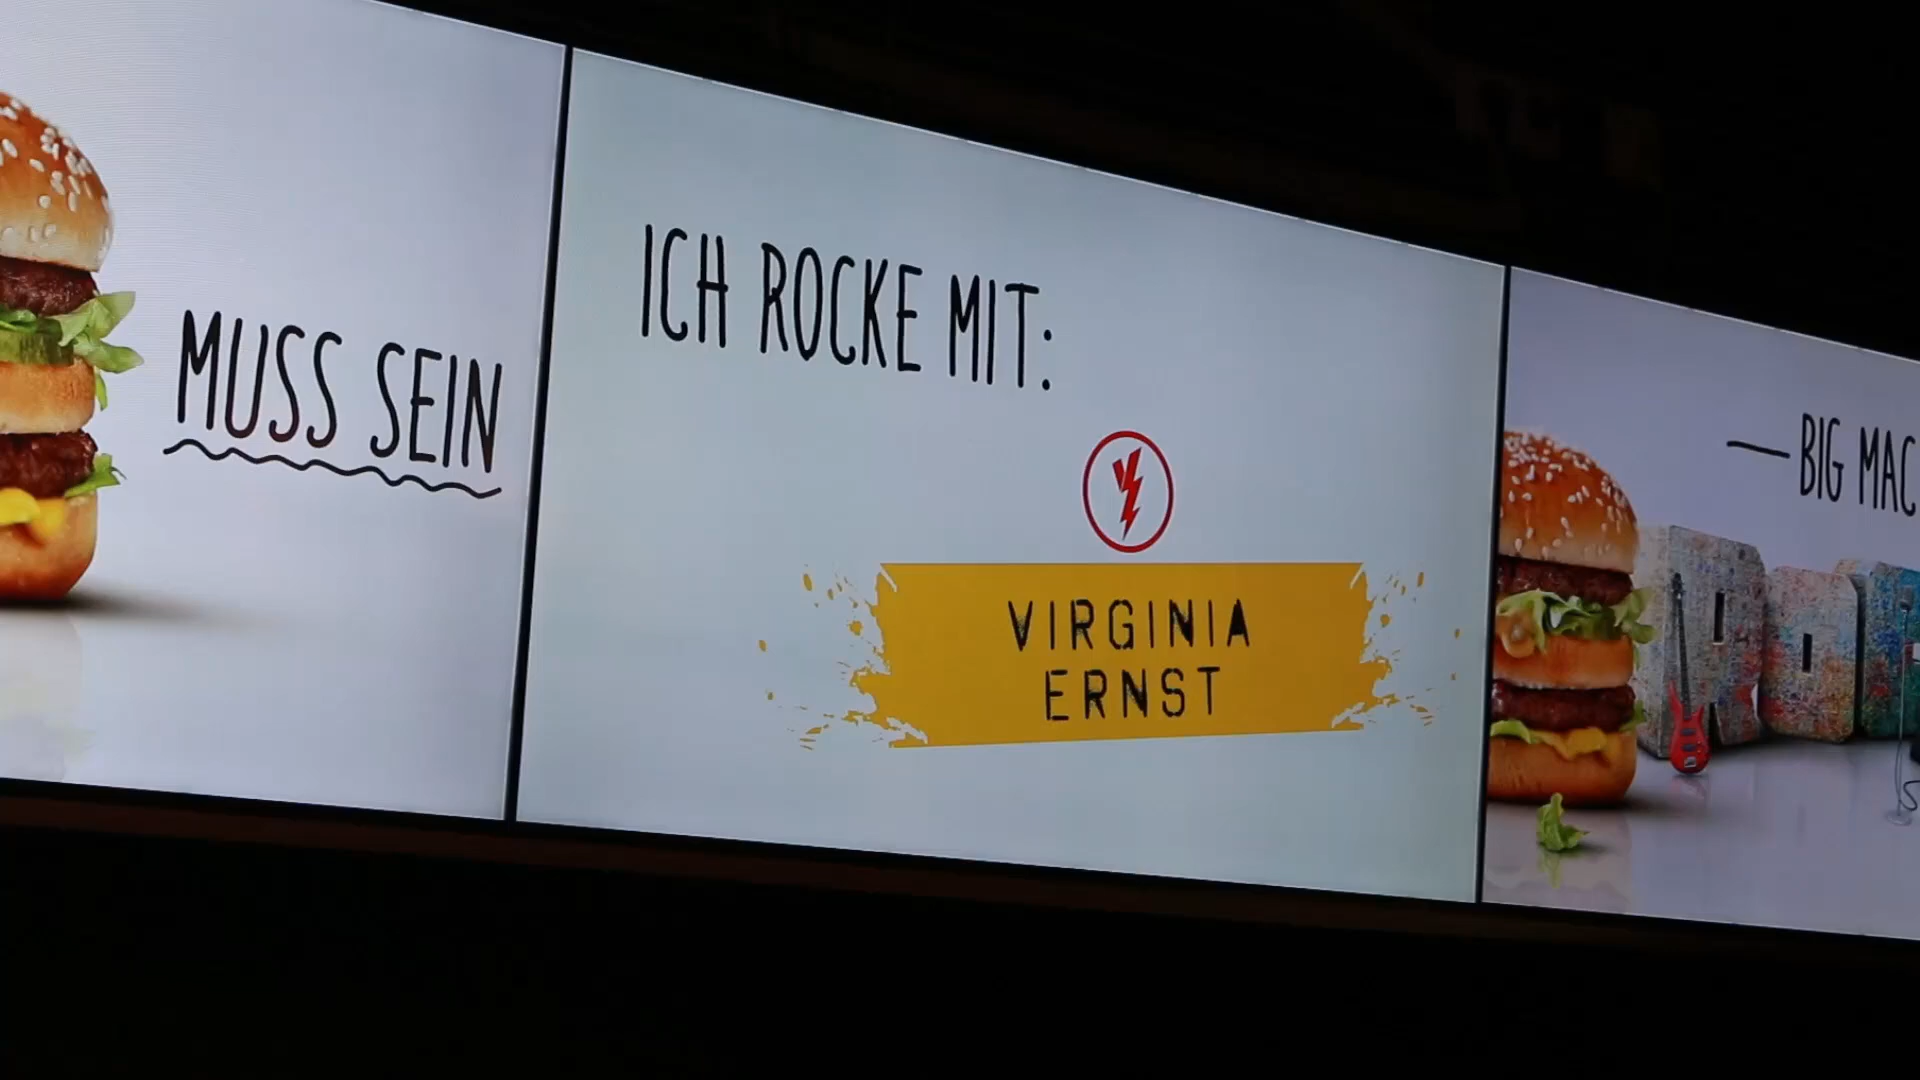 MUSS SEIN
ICH ROCKE MIT:
VIRGINIA
ERNST
— BIG MAC